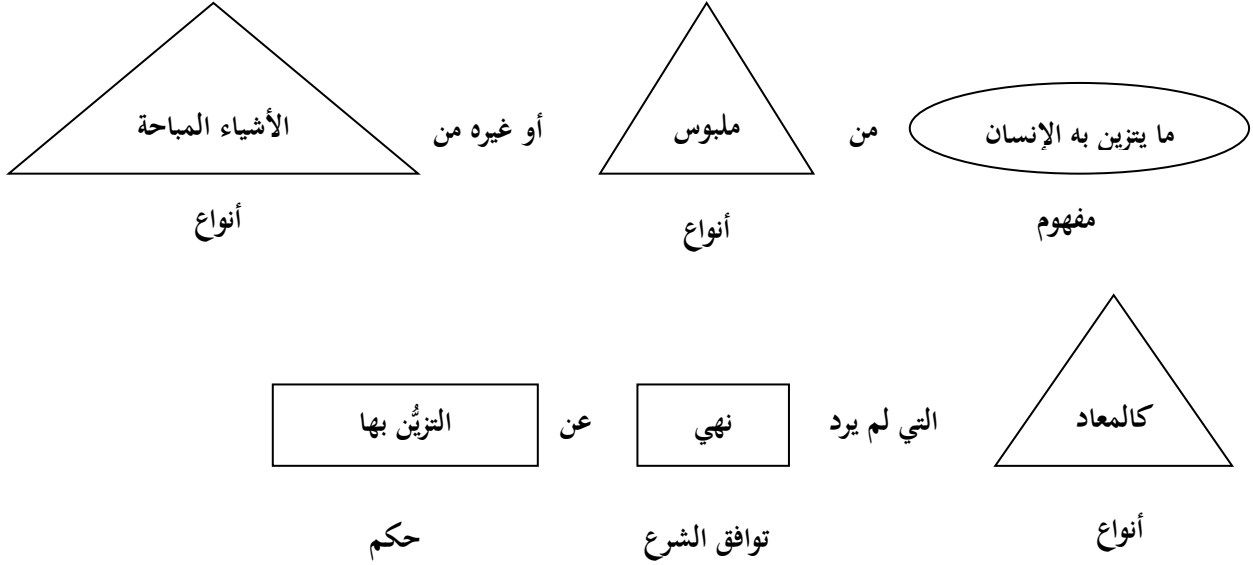 ما يتزين به الإنسان من ملبوس أو غيره من الأشياء المباحة
مفهوم أنواع أنواع
كالمعاد التي لم يرد نهي عن التزيُّن بها
أنواع توافق الشرع حكم